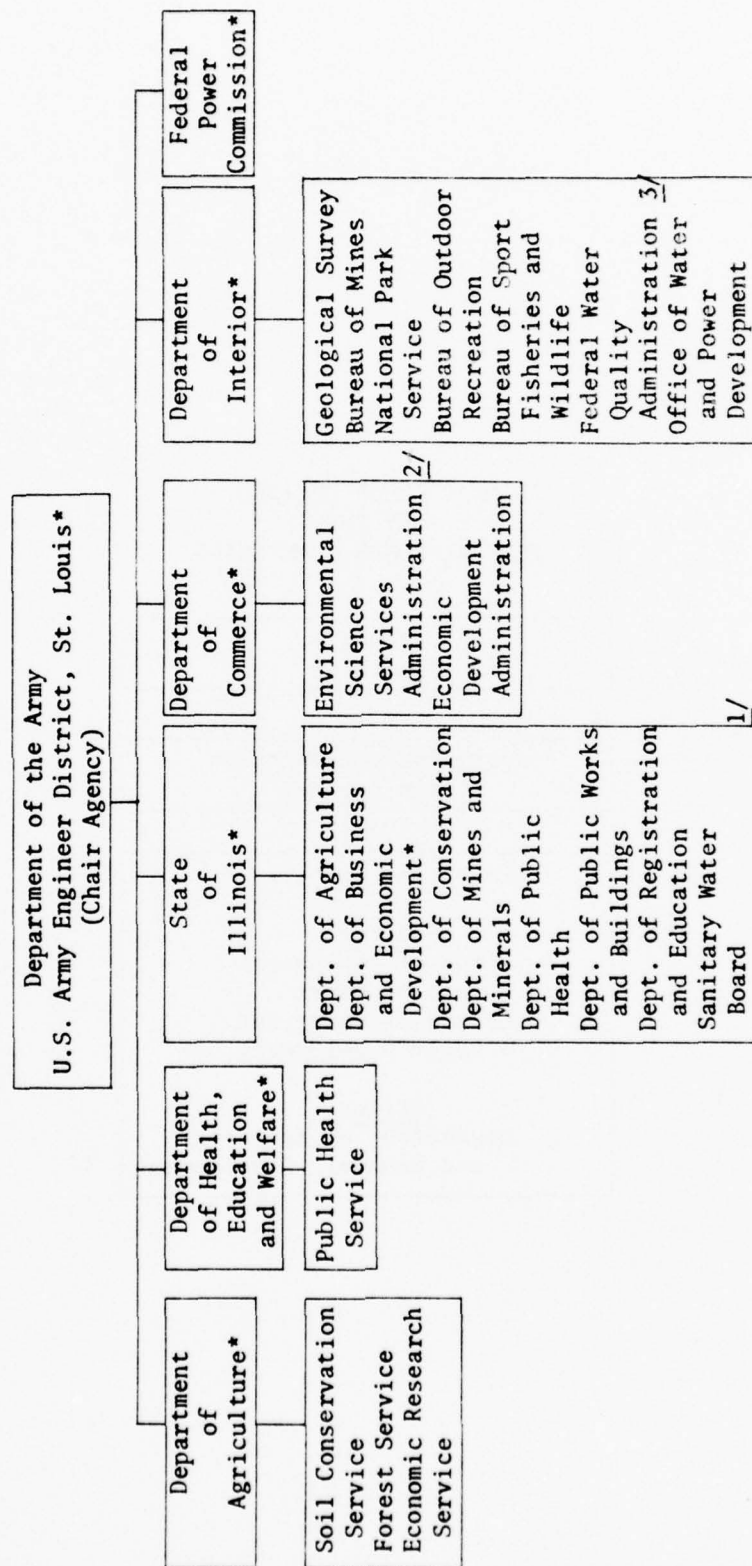 Department of the Army
U.S. Army Engineer District, St. Louis*
(Chair Agency)
Department
of
Agriculture*
Department
of Health,
Education
and Welfare*
State
of
Illinois*
Department
of
Commerce*
Department
of
Interior*
Federal
Power
Commission*
Soil Conservation
Service
Forest Service
Economic Research
Service
Public Health
Service
Dept. of Agriculture
Dept. of Business
and Economic
Development*
Dept. of Conservation
Dept. of Mines and
Minerals
Dept. of Public
Health
Dept. of Public Works
and Buildings
Dept. of Registration
and Education
Sanitary Water
Board 1/
Environmental
Science
Services
Administration 2/
Economic
Development
Administration
Geological Survey
Bureau of Mines
National Park
Service
Bureau of Outdoor
Recreation
Bureau of Sport
Fisheries and
Wildlife
Federal Water
Quality
Administration 3/
Office of Water
and Power
Development